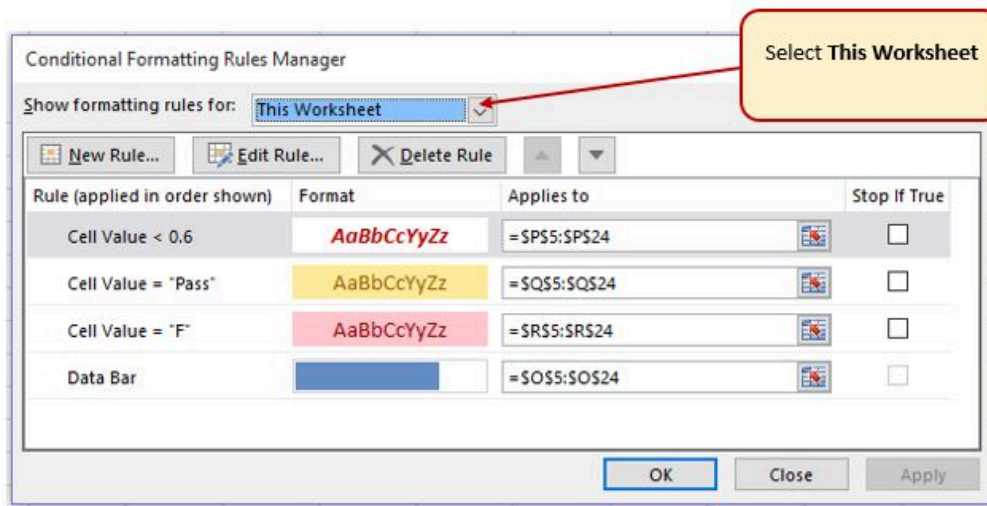 Select This Worksheet
Conditional Formatting Rules Manager
Show formatting rules for: This Worksheet
New Rule... Edit Rule... Delete Rule
Rule (applied in order shown) Format Applies to Stop If True
Cell Value < 0.6 AaBbCcYyZz =$P$5:$P$24
Cell Value = "Pass" AaBbCcYyZz =$Q$5:$Q$24
Cell Value = "F" AaBbCcYyZz =$R$5:$R$24
Data Bar =$O$5:$O$24
OK Close Apply